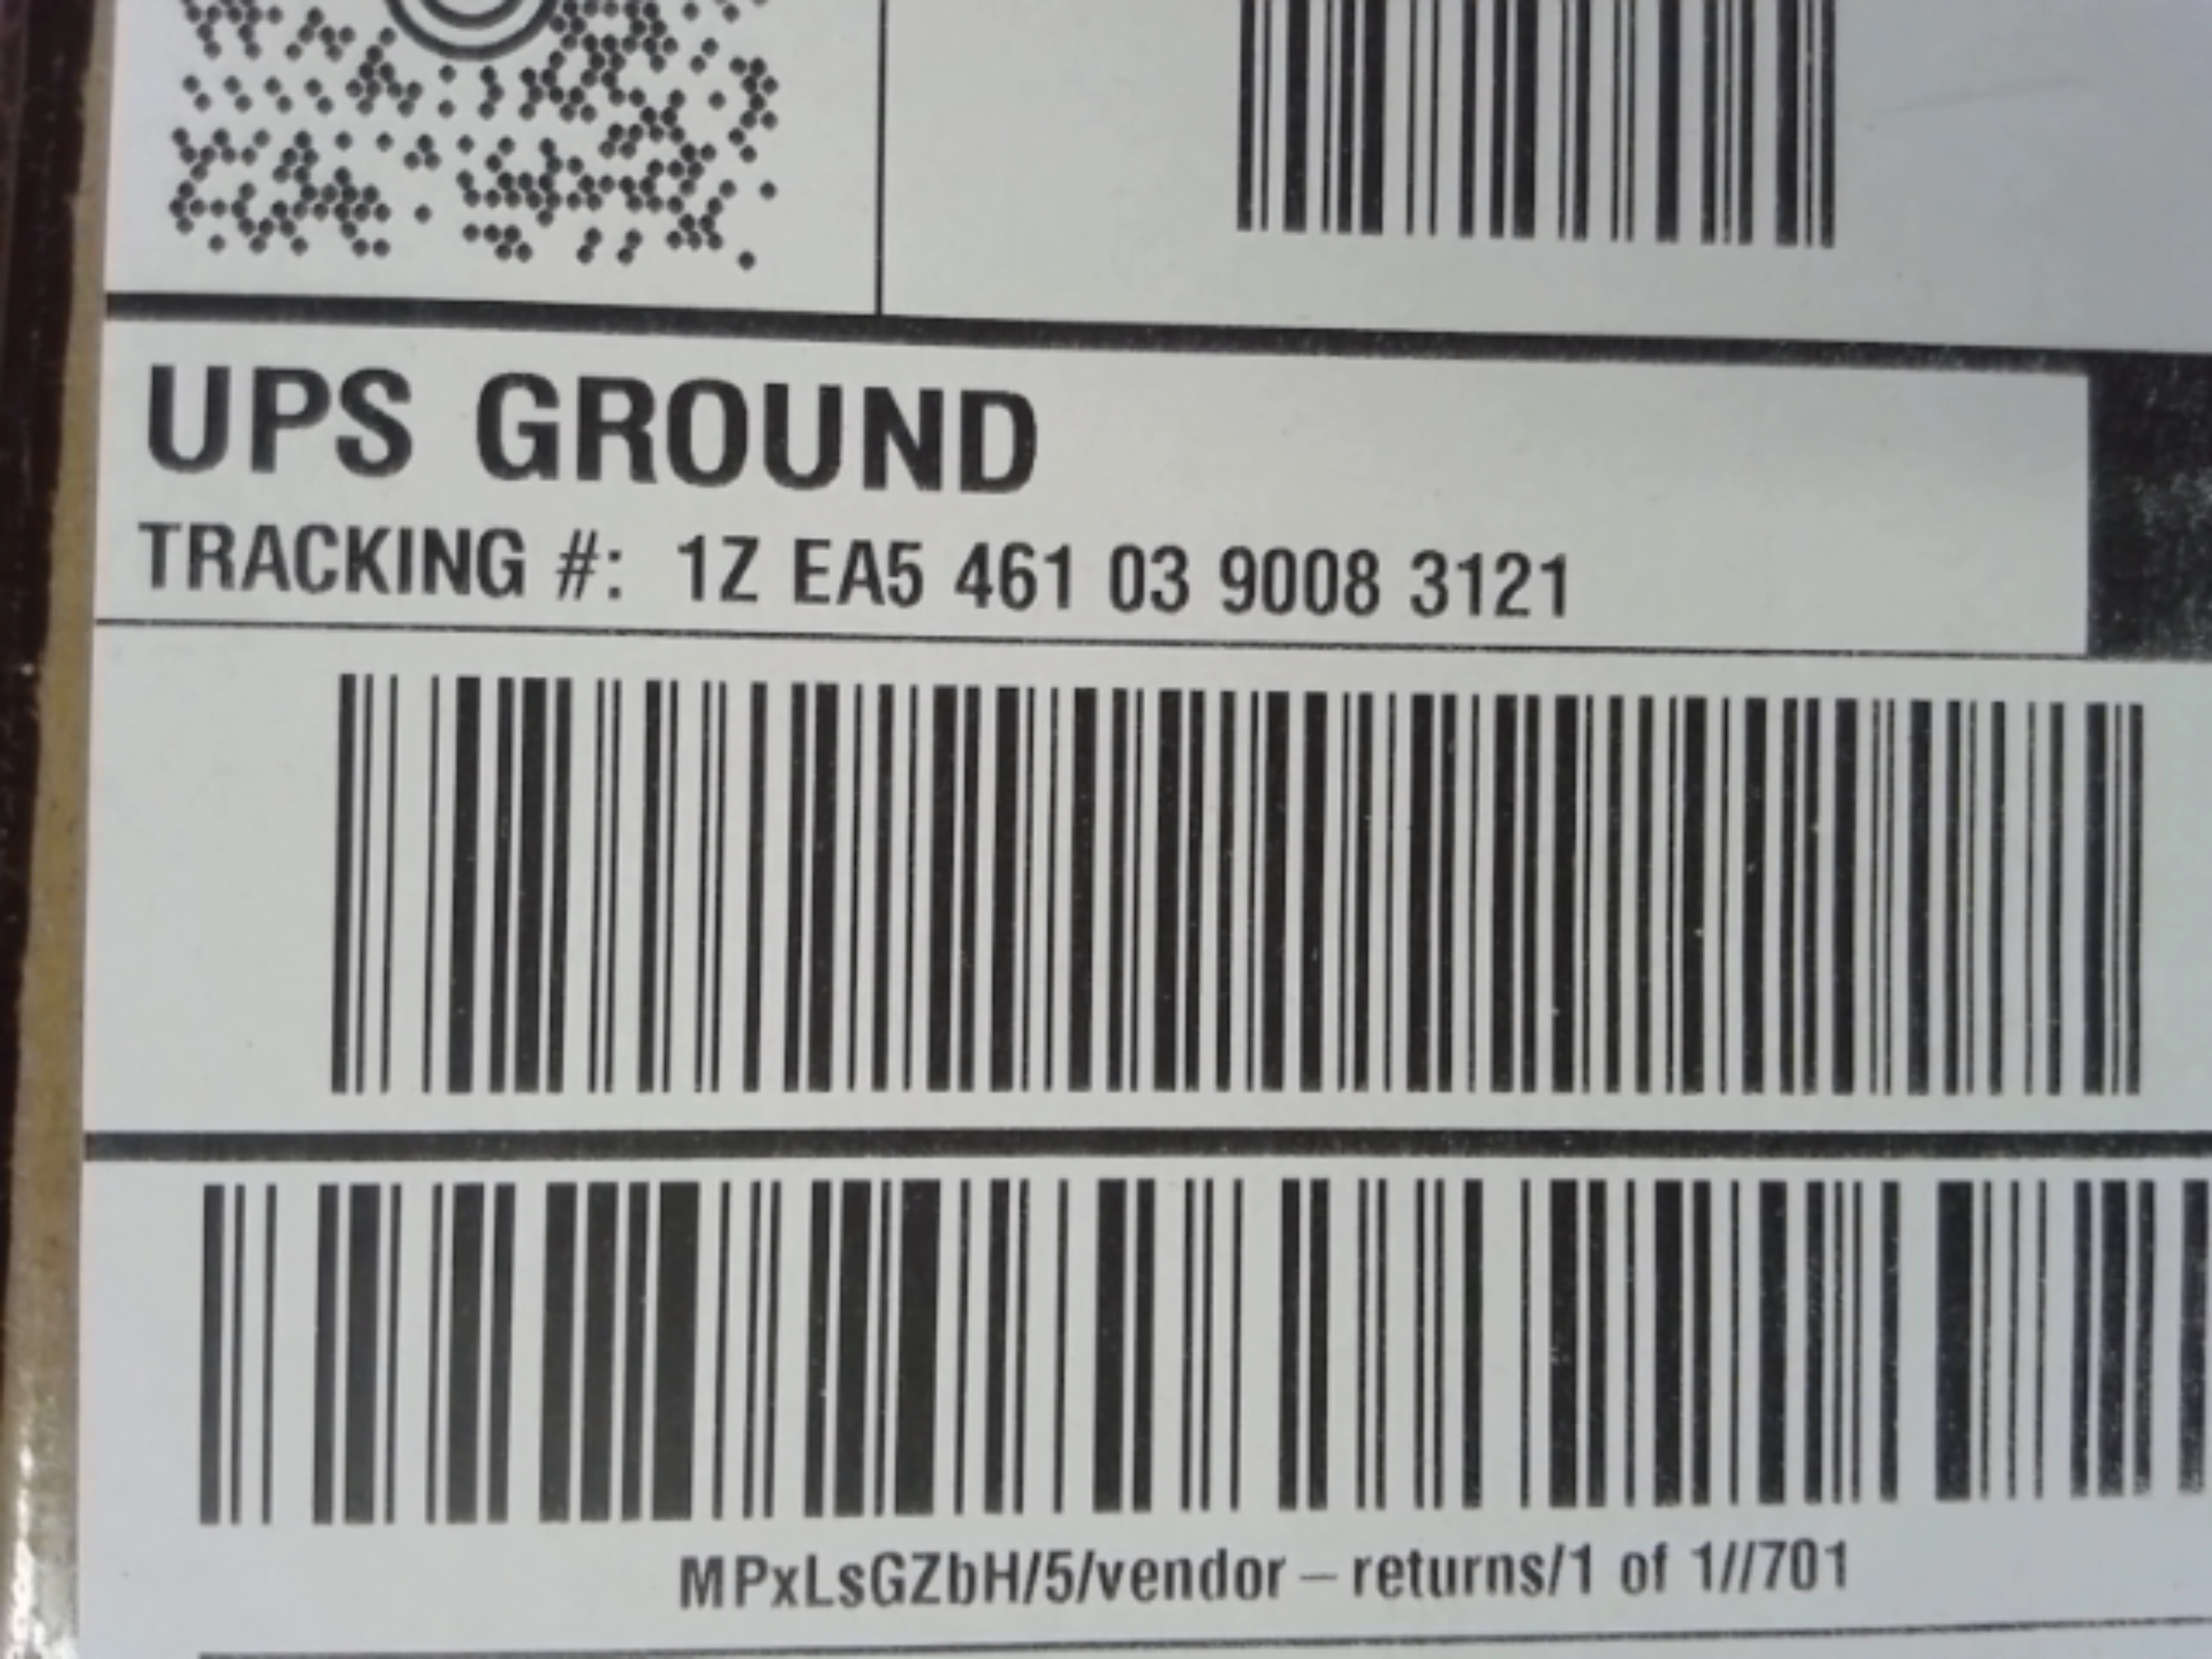 UPS GROUND
TRACKING #: 1Z EA5 461 03 9008 3121
MPxLsGZbH/5/vendor – returns/1 of 1//701